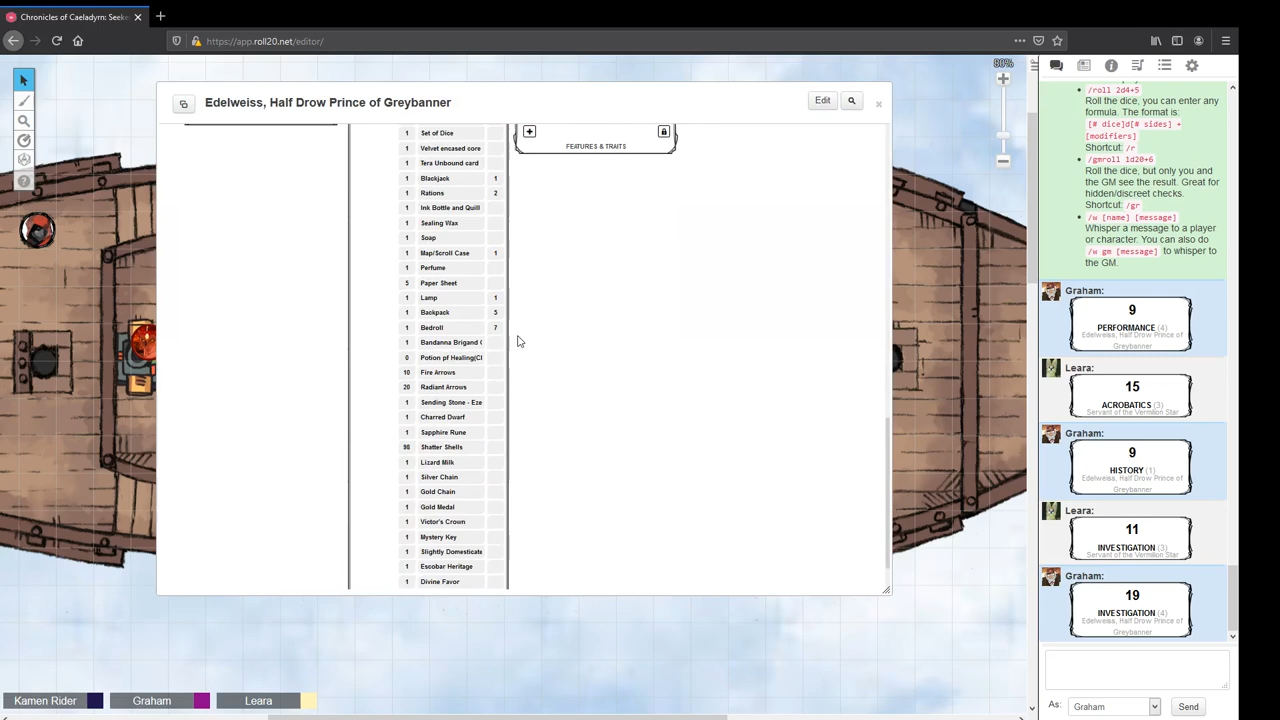 Chronicles of Caeladyrn: Seeke
https://app.roll20.net/editor/
80%
Edelweiss, Half Drow Prince of Greybanner
Edit
1 Set of Dice
1 Velvet encased core
1 Tera Unbound card
1 Blackjack 1
1 Rations 2
1 Ink Bottle and Quill
1 Sealing Wax
1 Soap
1 Map/Scroll Case 1
1 Perfume
5 Paper Sheet
1 Lamp 1
1 Backpack 5
1 Bedroll 7
1 Bandanna Brigand
0 Potion pf Healing(Cl
10 Fire Arrows
20 Radiant Arrows
1 Sending Stone - Eze
1 Charred Dwarf
1 Sapphire Rune
98 Shatter Shells
1 Lizard Milk
1 Silver Chain
1 Gold Chain
1 Gold Medal
1 Victor's Crown
1 Mystery Key
1 Slightly Domesticate
1 Escobar Heritage
1 Divine Favor
FEATURES & TRAITS
/roll 2d4+5
Roll the dice, you can enter any
formula. The format is:
[# dice]d[# sides] +
[modifiers]
Shortcut: /r
/gmroll 1d20+6
Roll the dice, but only you and
the GM see the result. Great for
hidden/discreet checks.
Shortcut: /gr
/w [name] [message]
Whisper a message to a player
or character. You can also do
/w gm [message] to whisper to
the GM.
Graham:
9
PERFORMANCE (4)
Edelweiss, Half Drow Prince of
Greybanner
Leara:
15
ACROBATICS (3)
Servant of the Vermilion Star
Graham:
9
HISTORY (1)
Edelweiss, Half Drow Prince of
Greybanner
Leara:
11
INVESTIGATION (3)
Servant of the Vermilion Star
Graham:
19
INVESTIGATION (4)
Edelweiss, Half Drow Prince of
Greybanner
As:
Graham
Send
Kamen Rider
Graham
Leara